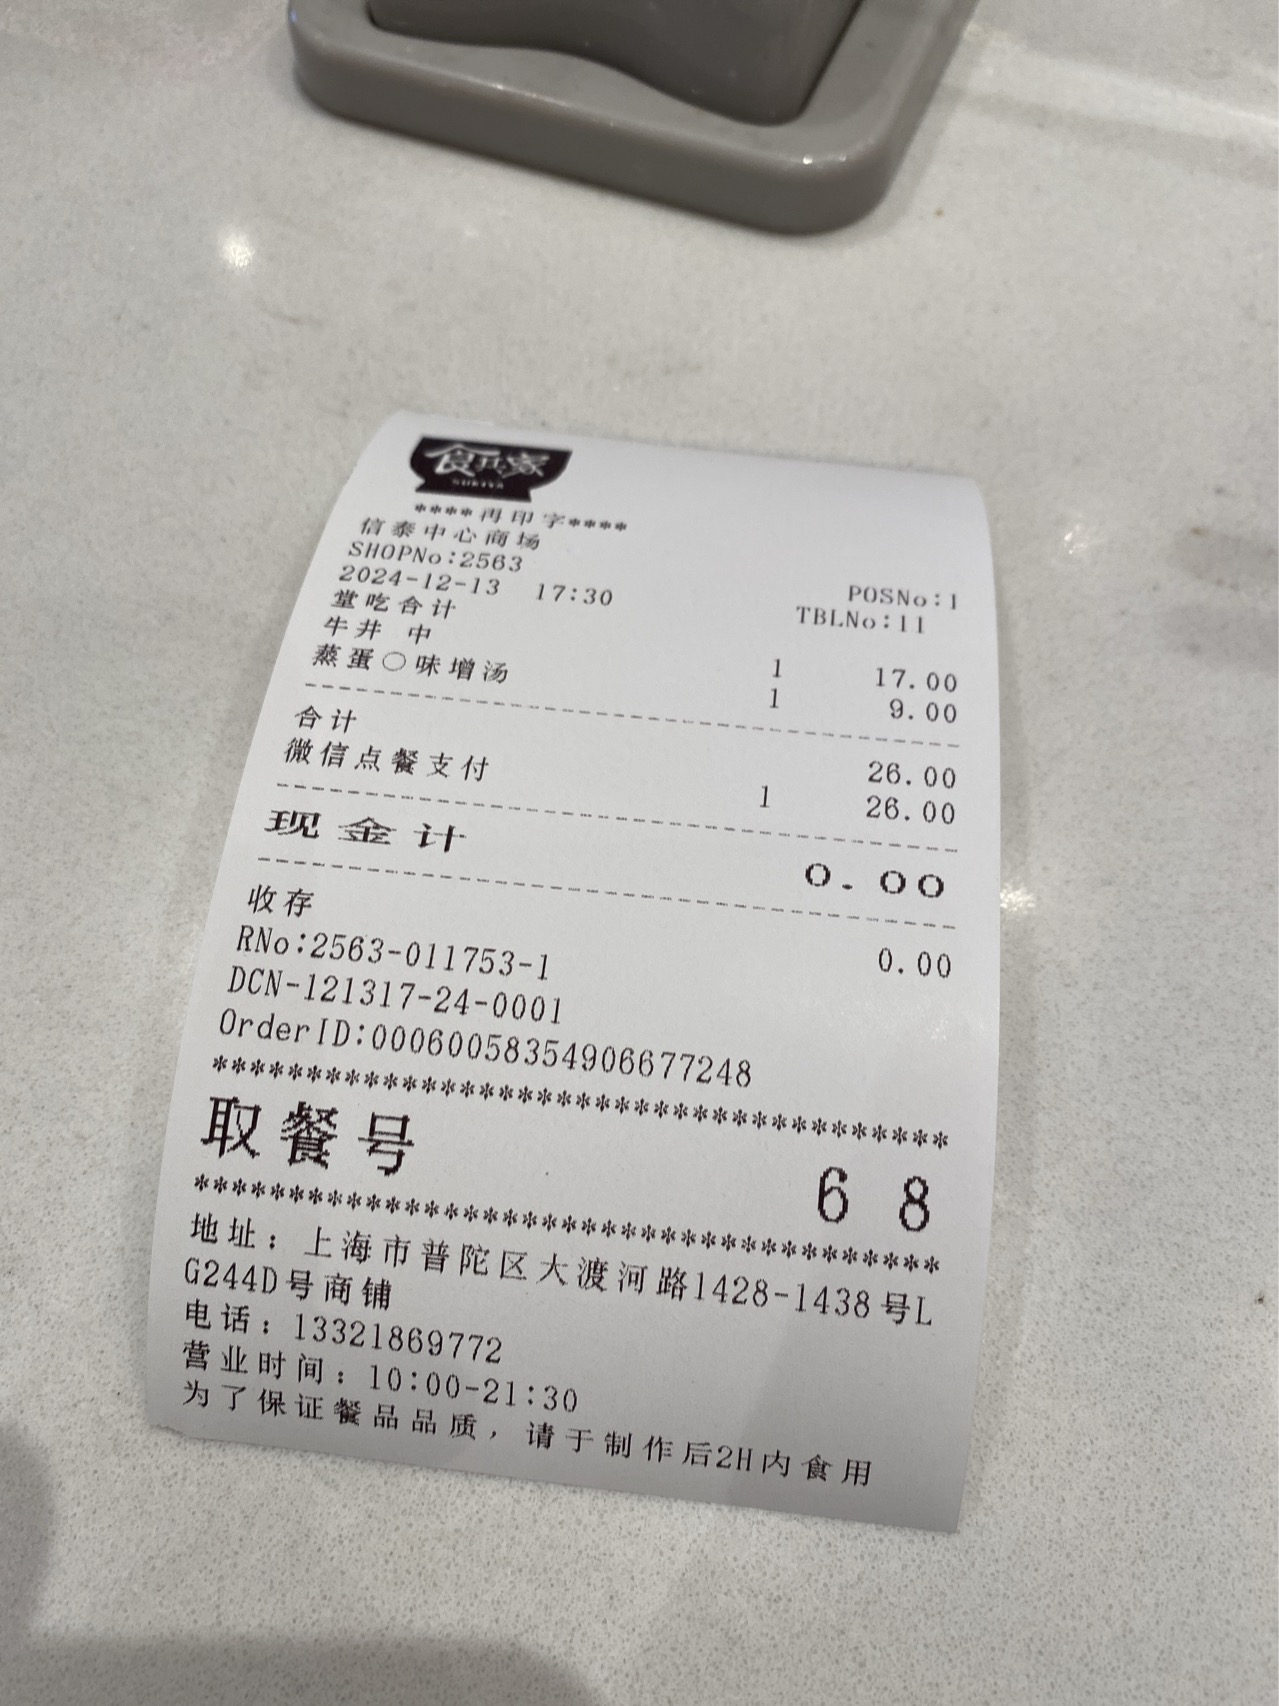 食其家
SUKIYA
****再印字****
信泰中心商场
SHOPNo:2563 POSNo:1
2024-12-13 17:30 TBLNo:11
堂吃合计
牛井 中 1 17.00
蒸蛋〇味增汤 1 9.00
合计 26.00
微信点餐支付 1 26.00
现金计 0.00
收存 0.00
RNo:2563-011753-1
DCN-121317-24-0001
OrderID:00060058354906677248
**************************************
取餐号 68
**************************************
地址：上海市普陀区大渡河路1428-1438号L
G244D号商铺
电话：13321869772
营业时间：10:00-21:30
为了保证餐品品质，请于制作后2H内食用